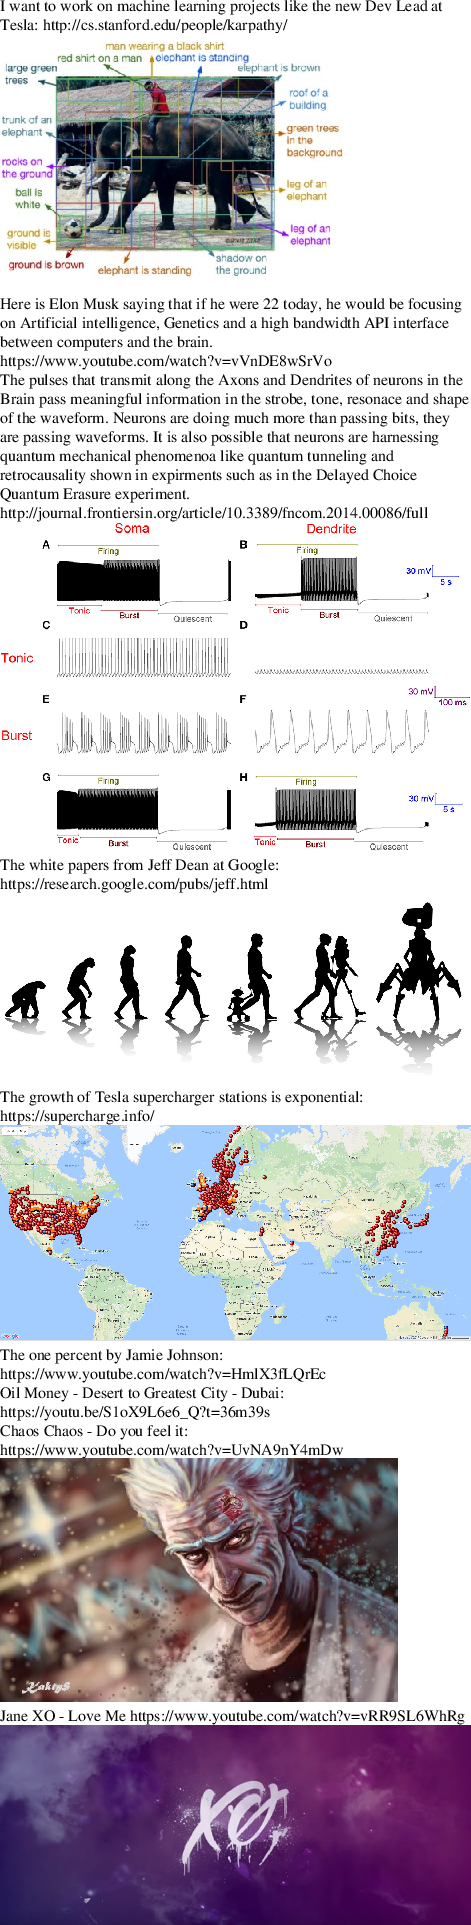 I want to work on machine learning projects like the new Dev Lead at
Tesla: http://cs.stanford.edu/people/karpathy/
man wearing a black shirt
red shirt on a man
elephant is standing
large green
trees
elephant is brown
roof of a
building
trunk of an
elephant
green trees
in the
background
rocks on
the ground
leg of an
elephant
ball is
white
ground is
visible
leg of an
elephant
ground is brown
elephant is standing
shadow on
the ground
Here is Elon Musk saying that if he were 22 today, he would be focusing
on Artificial intelligence, Genetics and a high bandwidth API interface
between computers and the brain.
https://www.youtube.com/watch?v=vVnDE8wSrVo
The pulses that transmit along the Axons and Dendrites of neurons in the
Brain pass meaningful information in the strobe, tone, resonace and shape
of the waveform. Neurons are doing much more than passing bits, they
are passing waveforms. It is also possible that neurons are harnessing
quantum mechanical phenomenoa like quantum tunneling and
retrocausality shown in expirments such as in the Delayed Choice
Quantum Erasure experiment.
http://journal.frontiersin.org/article/10.3389/fncom.2014.00086/full
Soma Dendrite
A Firing B Firing
30 mV
5 s
Tonic Burst Quiescent Tonic Burst Quiescent
C D
Tonic
30 mV
100 ms
E F
Burst
G Firing H Firing
30 mV
5 s
Tonic Burst Quiescent Tonic Burst Quiescent
The white papers from Jeff Dean at Google:
https://research.google.com/pubs/jeff.html
The growth of Tesla supercharger stations is exponential:
https://supercharge.info/
The one percent by Jamie Johnson:
https://www.youtube.com/watch?v=HmlX3fLQrEc
Oil Money - Desert to Greatest City - Dubai:
https://youtu.be/S1oX9L6e6_Q?t=36m39s
Chaos Chaos - Do you feel it:
https://www.youtube.com/watch?v=UvNA9nY4mDw
Jane XO - Love Me https://www.youtube.com/watch?v=vRR9SL6WhRg
XO,